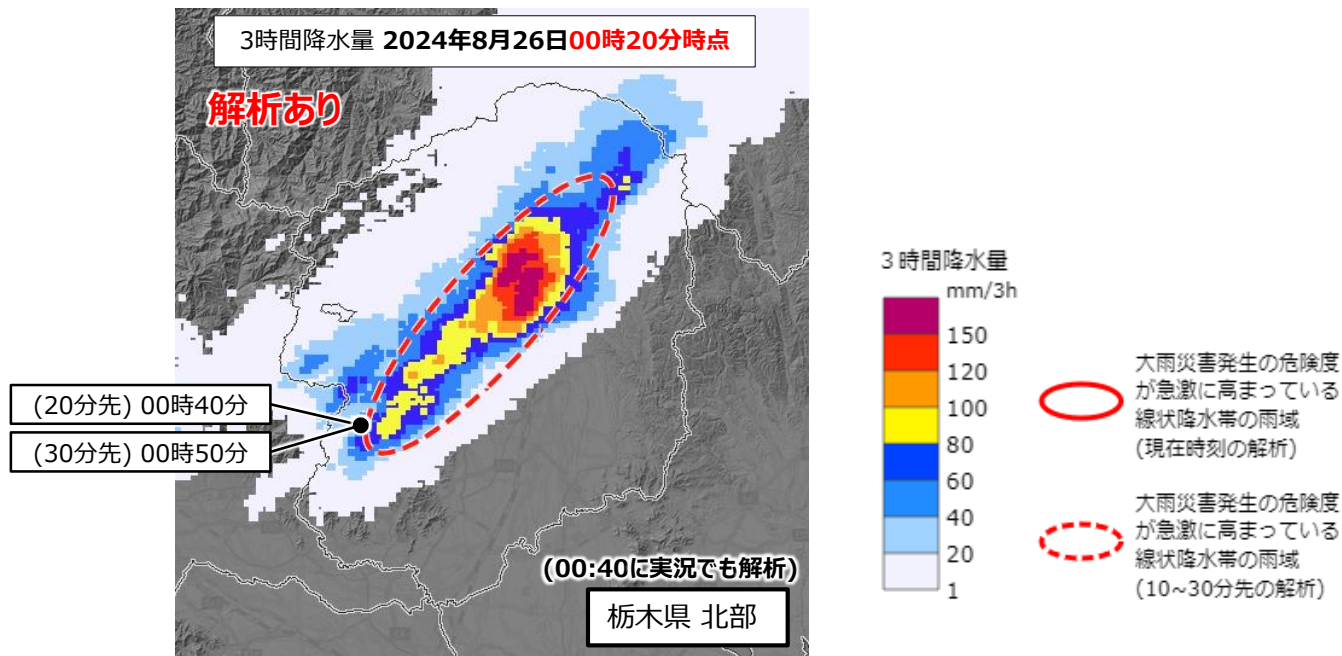 3時間降水量 2024年8月26日00時20分時点
解析あり
(20分先) 00時40分
(30分先) 00時50分
(00:40に実況でも解析)
栃木県 北部
3時間降水量
mm/3h
150
120
100
80
60
40
20
1
大雨災害発生の危険度
が急激に高まっている
線状降水帯の雨域
(現在時刻の解析)
大雨災害発生の危険度
が急激に高まっている
線状降水帯の雨域
(10~30分先の解析)